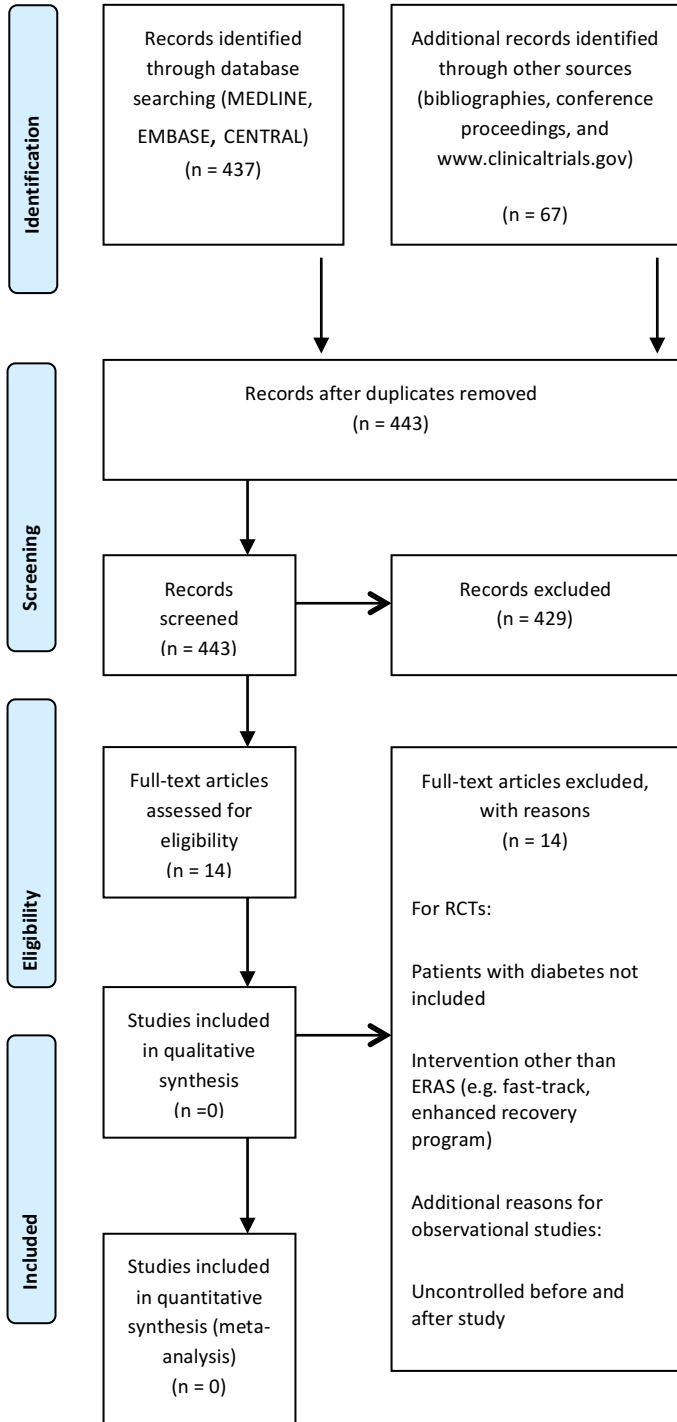 Identification
Records identified
through database
searching (MEDLINE,
EMBASE, CENTRAL)
(n = 437)
Additional records identified
through other sources
(bibliographies, conference
proceedings, and
www.clinicaltrials.gov)
(n = 67)
Screening
Records after duplicates removed
(n = 443)
Records
screened
(n = 443)
Records excluded
(n = 429)
Eligibility
Full-text articles
assessed for
eligibility
(n = 14)
Full-text articles excluded,
with reasons
(n = 14)
For RCTs:
Patients with diabetes not
included
Intervention other than
ERAS (e.g. fast-track,
enhanced recovery
program)
Additional reasons for
observational studies:
Uncontrolled before and
after study
Included
Studies included
in qualitative
synthesis
(n =0)
Studies included
in quantitative
synthesis (meta-
analysis)
(n = 0)